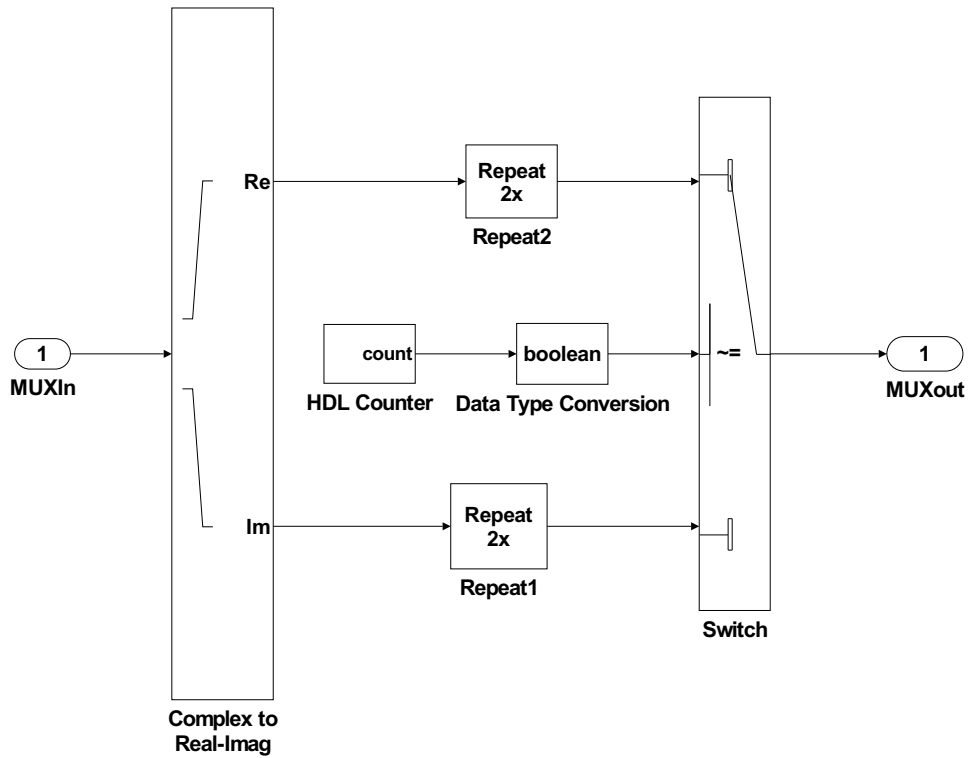 Re
Repeat
2x
Repeat2
1
MUXIn
count
HDL Counter
boolean
Data Type Conversion
~=
1
MUXout
Im
Repeat
2x
Repeat1
Switch
Complex to
Real-Imag